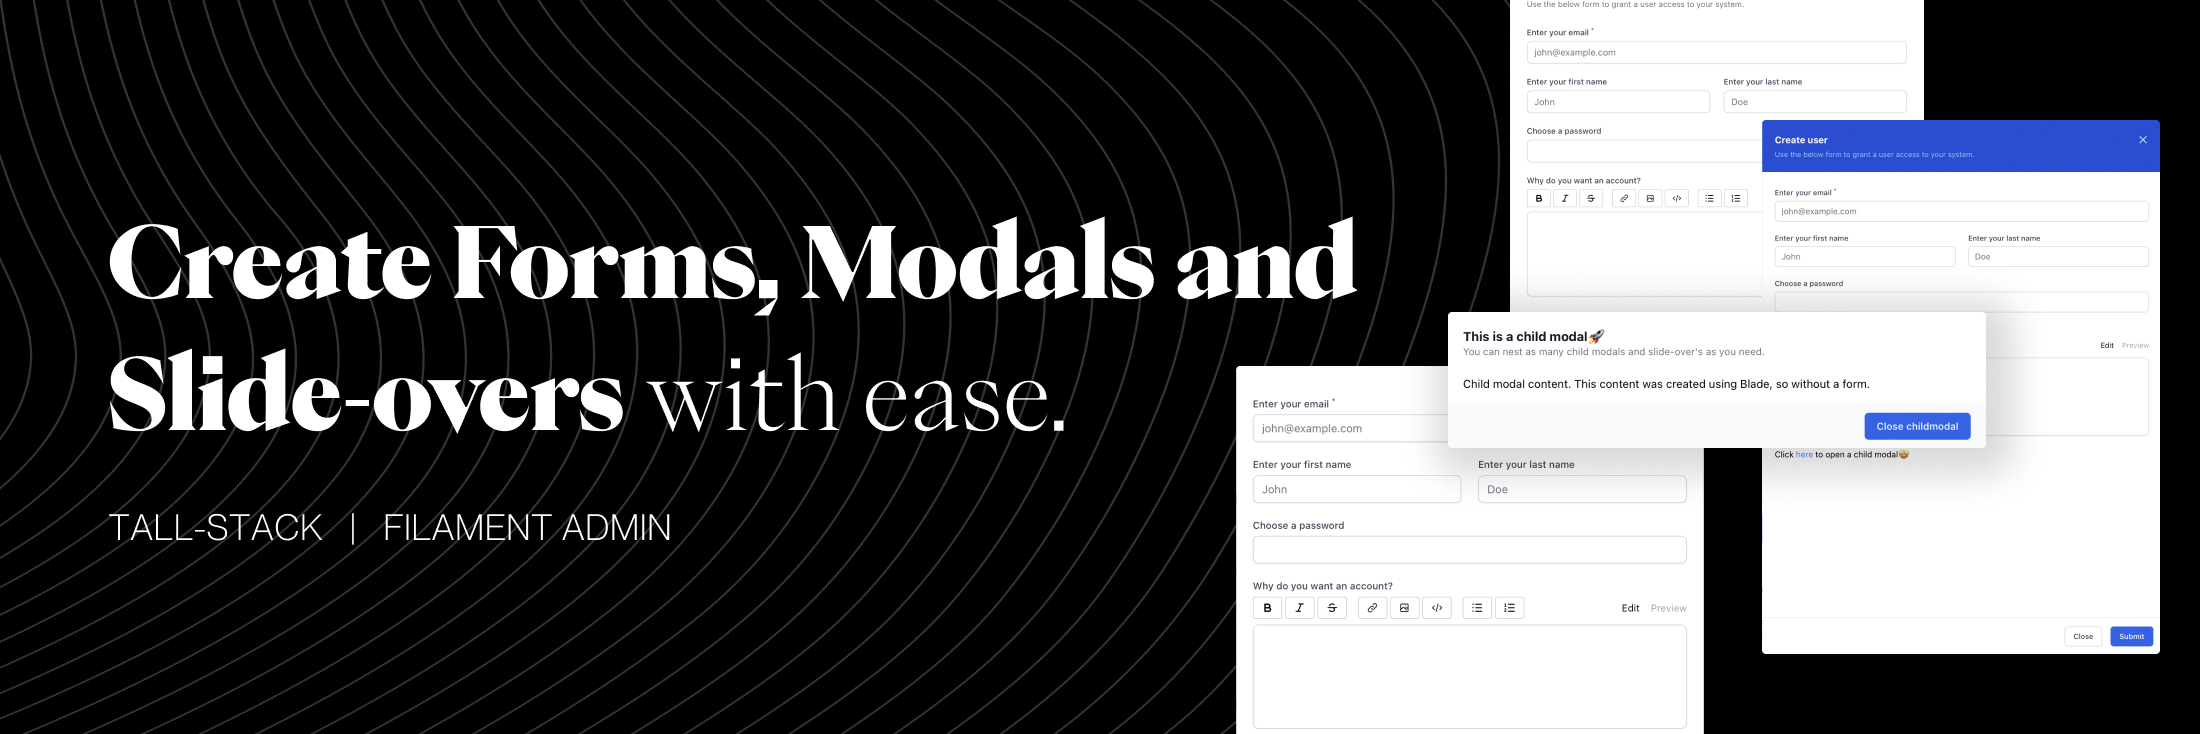 Create Forms, Modals and
Slide-overs with ease.
TALL-STACK | FILAMENT ADMIN
Use the below form to grant a user access to your system.
Enter your email *
john@example.com
Enter your first name
Enter your last name
John
Doe
Choose a password
Why do you want an account?
B I S </>
Create user
Use the below form to grant a user access to your system.
Enter your email *
john@example.com
Enter your first name
Enter your last name
John
Doe
Choose a password
Edit Preview
Click here to open a child modal🤩
Close
Submit
This is a child modal🚀
You can nest as many child modals and slide-over's as you need.
Child modal content. This content was created using Blade, so without a form.
Close childmodal
Enter your email *
john@example.com
Enter your first name
Enter your last name
John
Doe
Choose a password
Why do you want an account?
B I S </>
Edit Preview